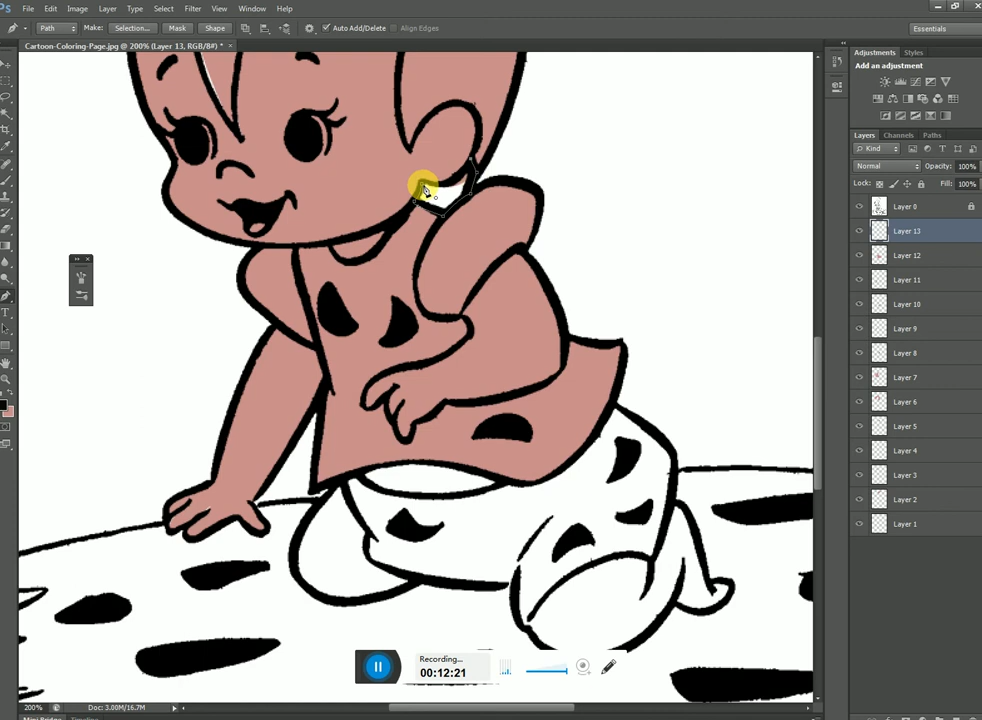 Ps File Edit Image Layer Type Select Filter View Window Help
Path Make: Selection... Mask Shape Auto Add/Delete Align Edges Essentials
Cartoon-Coloring-Page.jpg @ 200% (Layer 13, RGB/8#) * ×
Adjustments Styles
Add an adjustment
Layers Channels Paths
Kind
Normal Opacity: 100%
Lock: Fill: 100%
Layer 0
Layer 13
Layer 12
Layer 11
Layer 10
Layer 9
Layer 8
Layer 7
Layer 6
Layer 5
Layer 4
Layer 3
Layer 2
Layer 1
Recording...
00:12:21
200% Doc: 3.00M/16.7M
Mini Bridge Timeline